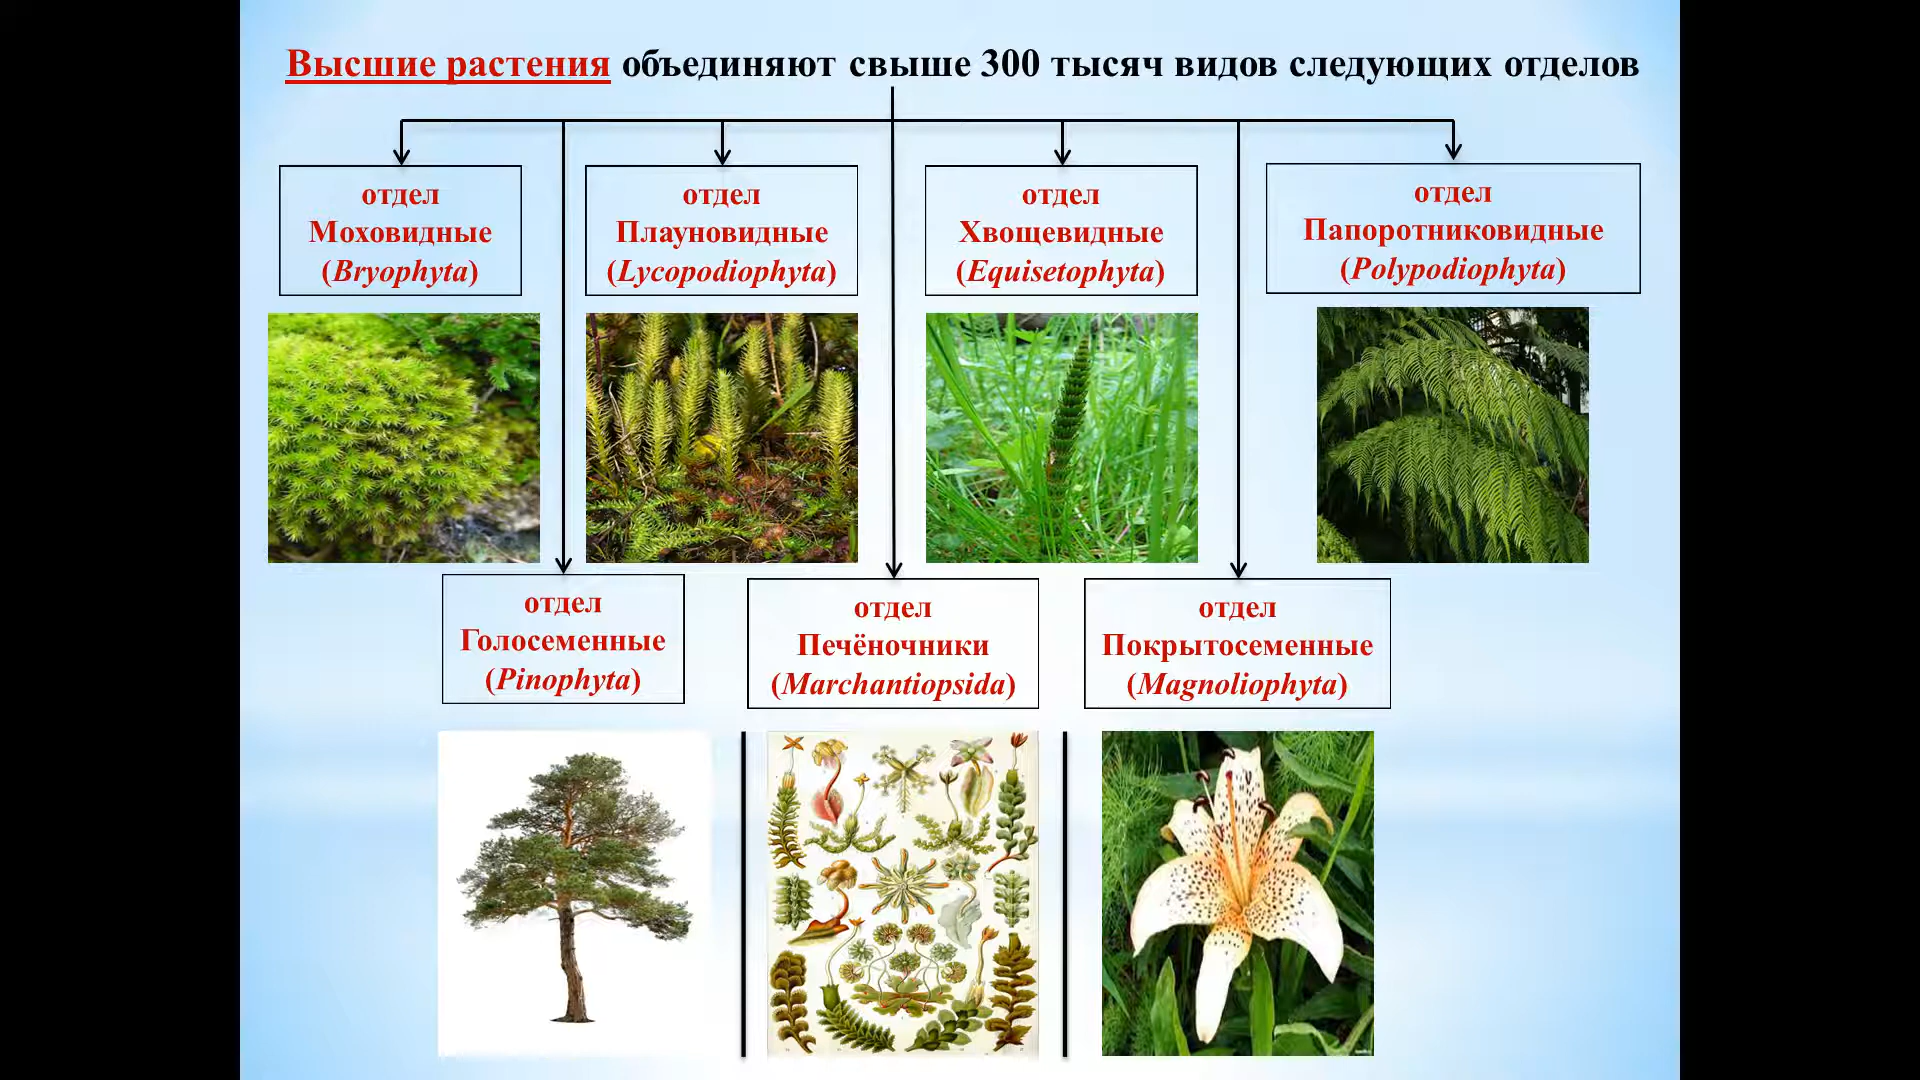 Высшие растения объединяют свыше 300 тысяч видов следующих отделов
отдел
Моховидные
(Bryophyta)
отдел
Плауновидные
(Lycopodiophyta)
отдел
Хвощевидные
(Equisetophyta)
отдел
Папоротниковидные
(Polypodiophyta)
отдел
Голосеменные
(Pinophyta)
отдел
Печёночники
(Marchantiopsida)
отдел
Покрытосеменные
(Magnoliophyta)